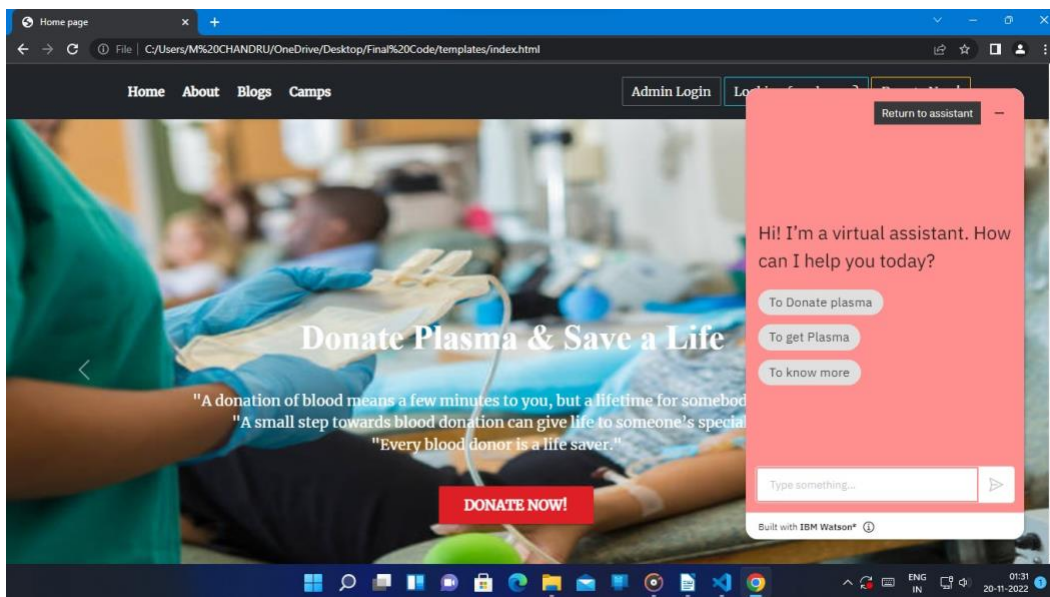 Home page
File C:/Users/M%20CHANDRU/OneDrive/Desktop/Final%20Code/templates/index.html
Home About Blogs Camps Admin Login
Return to assistant
Hi! I'm a virtual assistant. How
can I help you today?
To Donate plasma
To get Plasma
To know more
Type something...
Built with IBM Watson®
Donate Plasma & Save a Life
"A donation of blood means a few minutes to you, but a lifetime for
"A small step towards blood donation can give life to someone's
"Every blood donor is a life saver."
DONATE NOW!
ENG
IN
01:31
20-11-2022
1